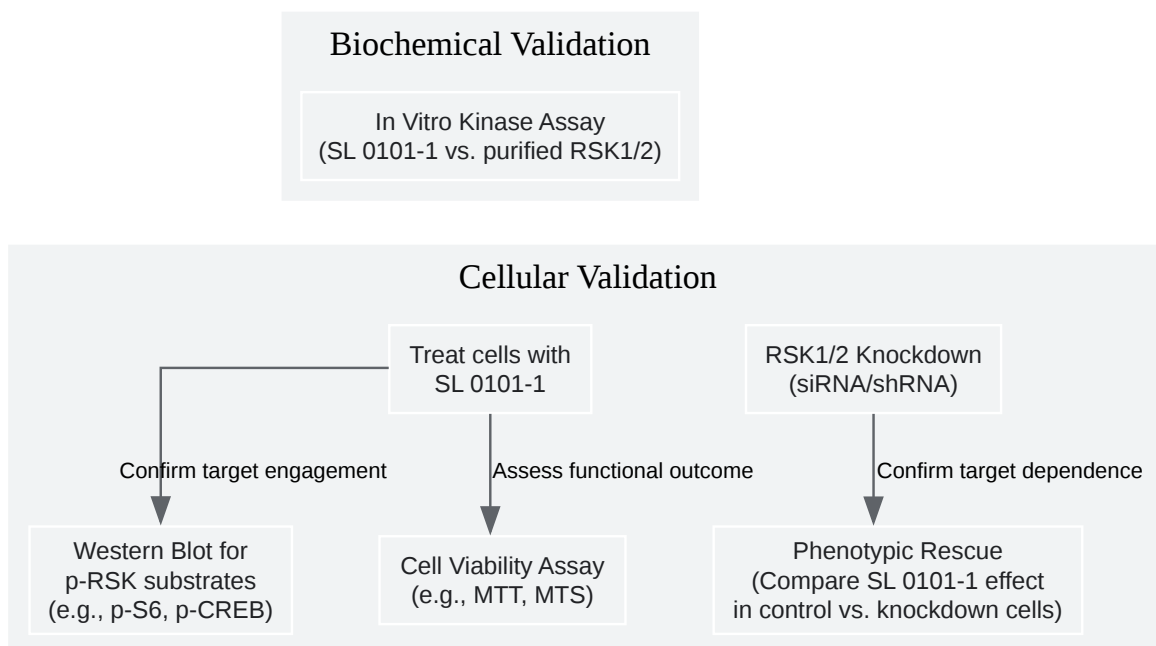 Biochemical Validation
In Vitro Kinase Assay
(SL 0101-1 vs. purified RSK1/2)
Cellular Validation
Treat cells with
SL 0101-1
RSK1/2 Knockdown
(siRNA/shRNA)
Confirm target engagement
Assess functional outcome
Confirm target dependence
Western Blot for
p-RSK substrates
(e.g., p-S6, p-CREB)
Cell Viability Assay
(e.g., MTT, MTS)
Phenotypic Rescue
(Compare SL 0101-1 effect
in control vs. knockdown cells)